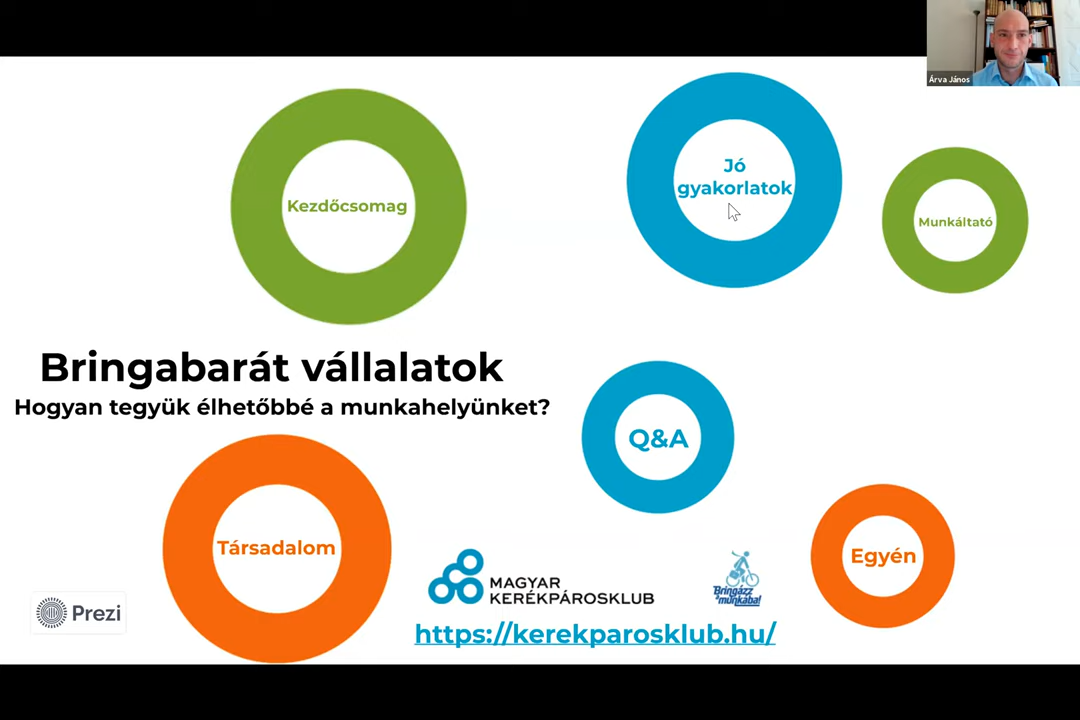 Árva János
Kezdőcsomag
Jó
gyakorlatok
Munkáltató
Bringabarát vállalatok
Hogyan tegyük élhetőbbé a munkahelyünket?
Q&A
Társadalom
Egyén
MAGYAR
KERÉKPÁROSKLUB
Bringázz
a munkába!
Prezi
https://kerekparosklub.hu/